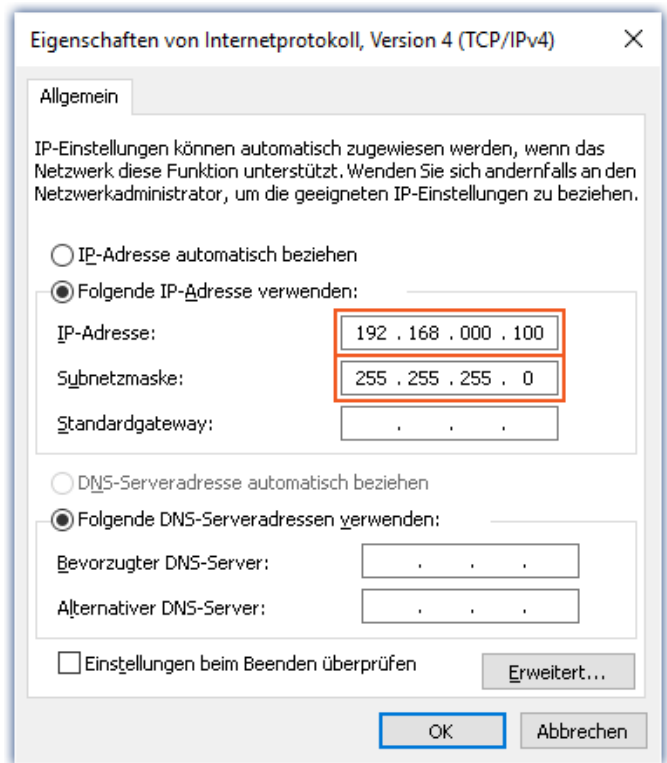 Eigenschaften von Internetprotokoll, Version 4 (TCP/IPv4)
Allgemein
IP-Einstellungen können automatisch zugewiesen werden, wenn das
Netzwerk diese Funktion unterstützt. Wenden Sie sich andernfalls an den
Netzwerkadministrator, um die geeigneten IP-Einstellungen zu beziehen.
IP-Adresse automatisch beziehen
Folgende IP-Adresse verwenden:
IP-Adresse: 192 . 168 . 000 . 100
Subnetzmaske: 255 . 255 . 255 . 0
Standardgateway: . . .
DNS-Serveradresse automatisch beziehen
Folgende DNS-Serveradressen verwenden:
Bevorzugter DNS-Server: . . .
Alternativer DNS-Server: . . .
Einstellungen beim Beenden überprüfen
Erweitert...
OK Abbrechen